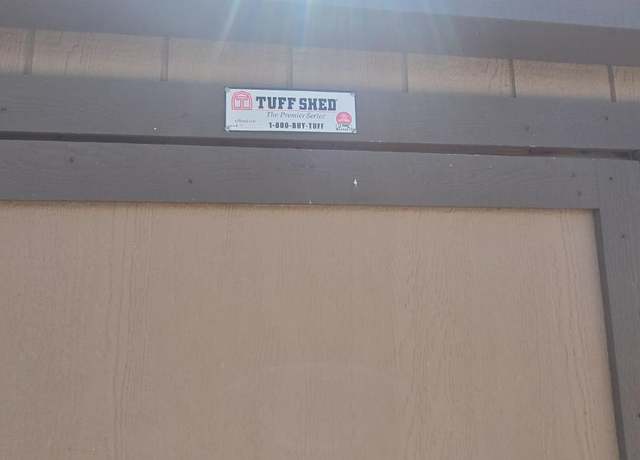 TUFF SHED
The Premier Series
1-800-BUY-TUFF